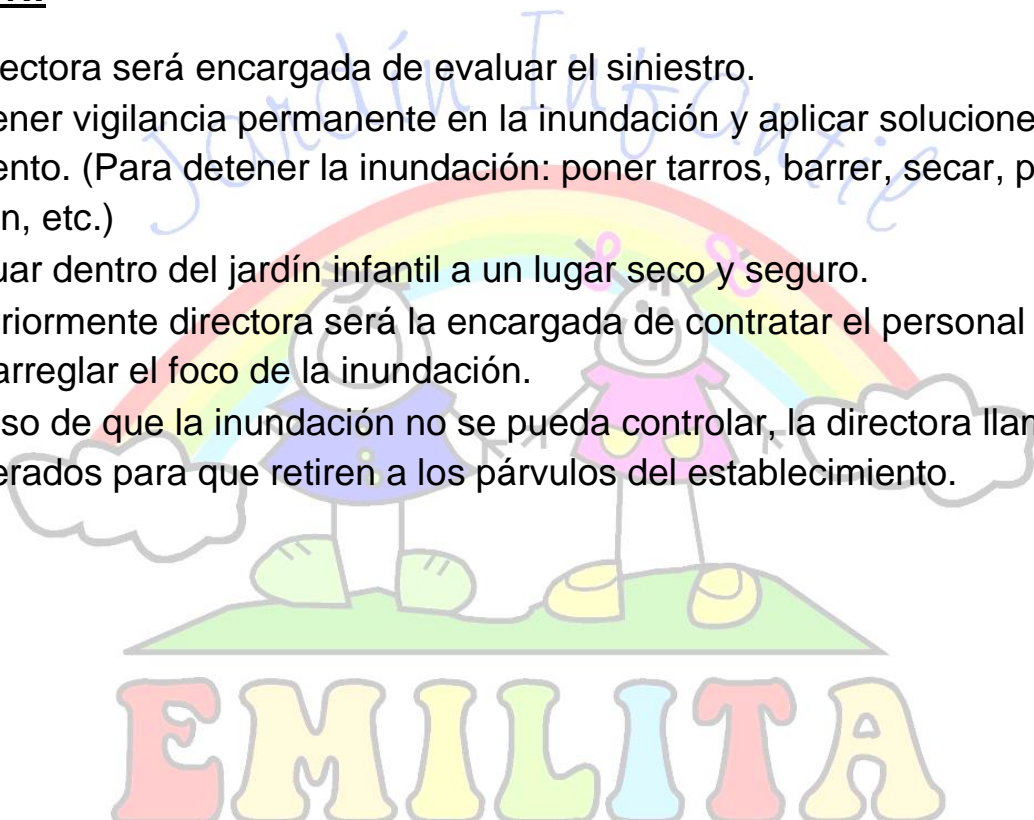 ectora será encargada de evaluar el siniestro.
ener vigilancia permanente en la inundación y aplicar solucione
ento. (Para detener la inundación: poner tarros, barrer, secar, p
n, etc.)
uar dentro del jardín infantil a un lugar seco y seguro.
riormente directora será la encargada de contratar el personal
arreglar el foco de la inundación.
so de que la inundación no se pueda controlar, la directora llan
erados para que retiren a los párvulos del establecimiento.
Jardín Infantil
EMILITA